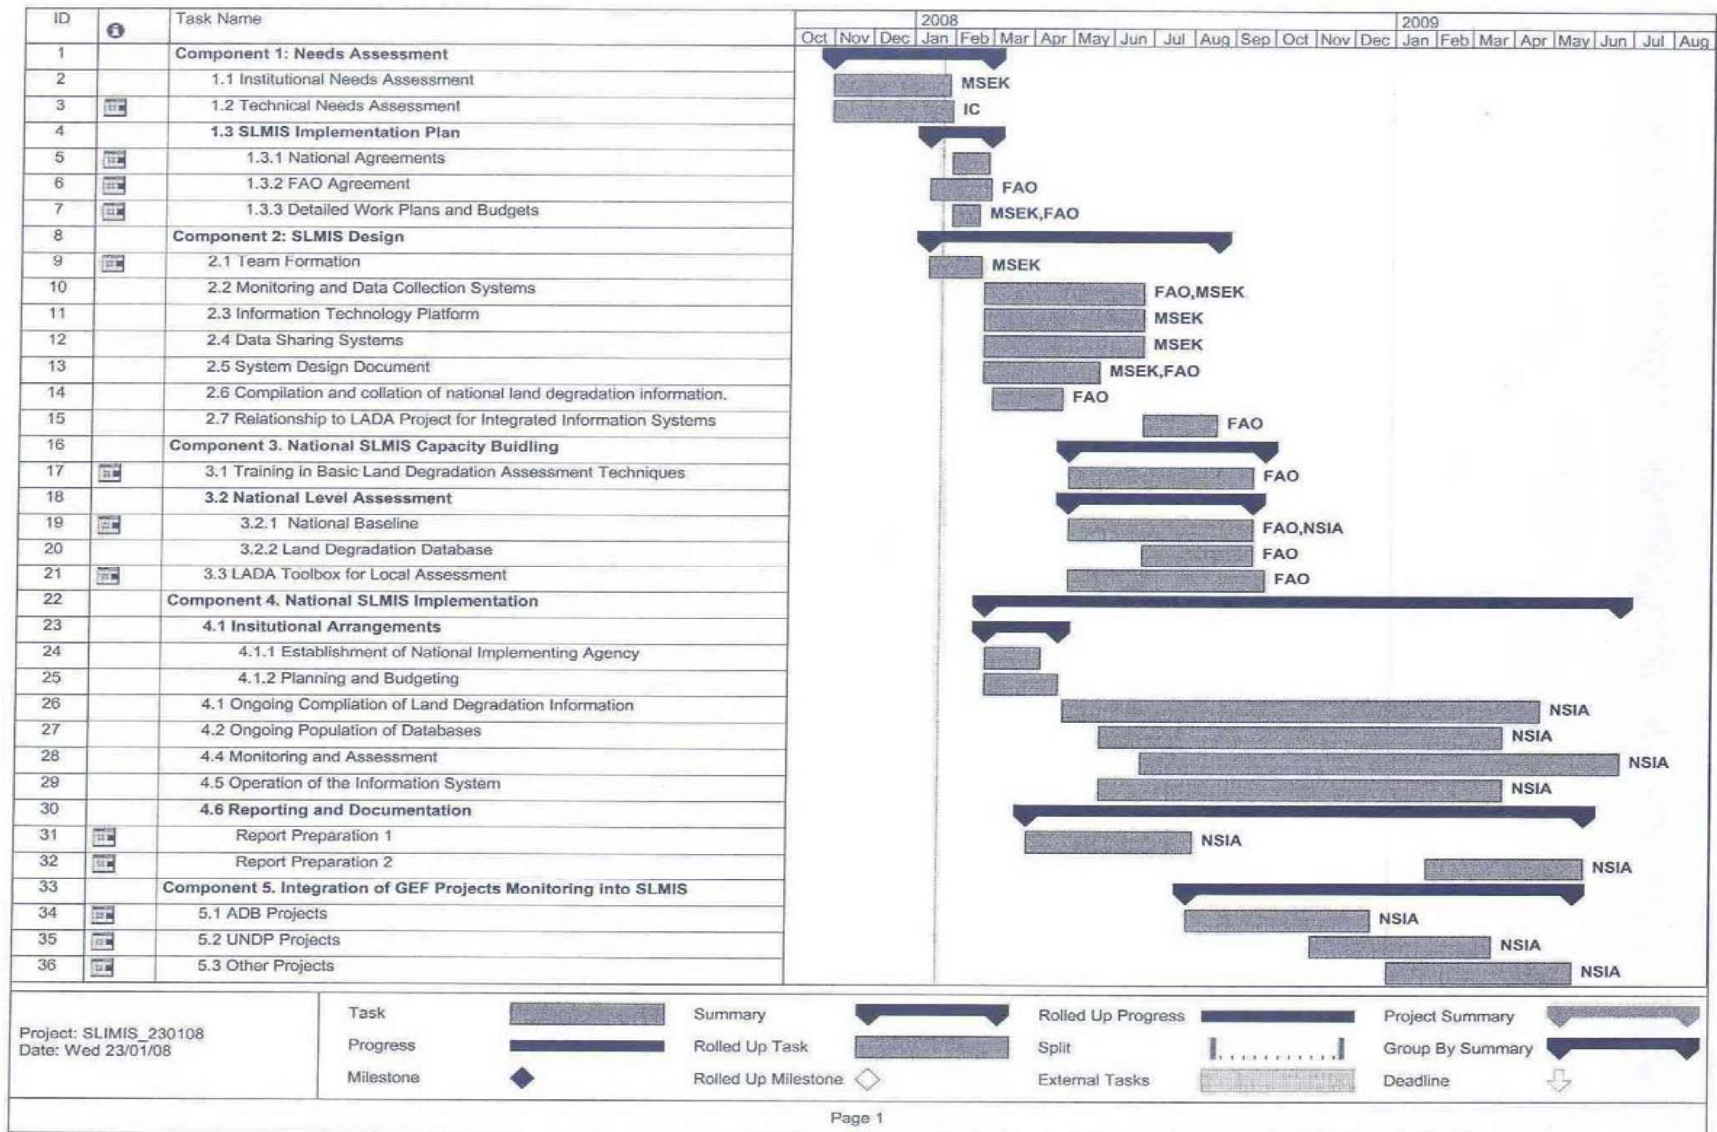 ID Task Name 2008 2009
Oct Nov Dec Jan Feb Mar Apr May Jun Jul Aug Sep Oct Nov Dec Jan Feb Mar Apr May Jun Jul Aug
1 Component 1: Needs Assessment
2 1.1 Institutional Needs Assessment MSEK
3 1.2 Technical Needs Assessment IC
4 1.3 SLMIS Implementation Plan
5 1.3.1 National Agreements
6 1.3.2 FAO Agreement FAO
7 1.3.3 Detailed Work Plans and Budgets MSEK,FAO
8 Component 2: SLMIS Design
9 2.1 Team Formation MSEK
10 2.2 Monitoring and Data Collection Systems FAO,MSEK
11 2.3 Information Technology Platform MSEK
12 2.4 Data Sharing Systems MSEK
13 2.5 System Design Document MSEK,FAO
14 2.6 Compilation and collation of national land degradation information. FAO
15 2.7 Relationship to LADA Project for Integrated Information Systems FAO
16 Component 3. National SLMIS Capacity Buidling
17 3.1 Training in Basic Land Degradation Assessment Techniques FAO
18 3.2 National Level Assessment
19 3.2.1 National Baseline FAO,NSIA
20 3.2.2 Land Degradation Database FAO
21 3.3 LADA Toolbox for Local Assessment FAO
22 Component 4. National SLMIS Implementation
23 4.1 Insitutional Arrangements
24 4.1.1 Establishment of National Implementing Agency
25 4.1.2 Planning and Budgeting
26 4.1 Ongoing Compliation of Land Degradation Information NSIA
27 4.2 Ongoing Population of Databases NSIA
28 4.4 Monitoring and Assessment NSIA
29 4.5 Operation of the Information System NSIA
30 4.6 Reporting and Documentation
31 Report Preparation 1 NSIA
32 Report Preparation 2 NSIA
33 Component 5. Integration of GEF Projects Monitoring into SLMIS
34 5.1 ADB Projects NSIA
35 5.2 UNDP Projects NSIA
36 5.3 Other Projects NSIA
Project: SLIMIS_230108
Date: Wed 23/01/08
Task Summary Rolled Up Progress Project Summary
Progress Rolled Up Task Split Group By Summary
Milestone Rolled Up Milestone External Tasks Deadline
Page 1